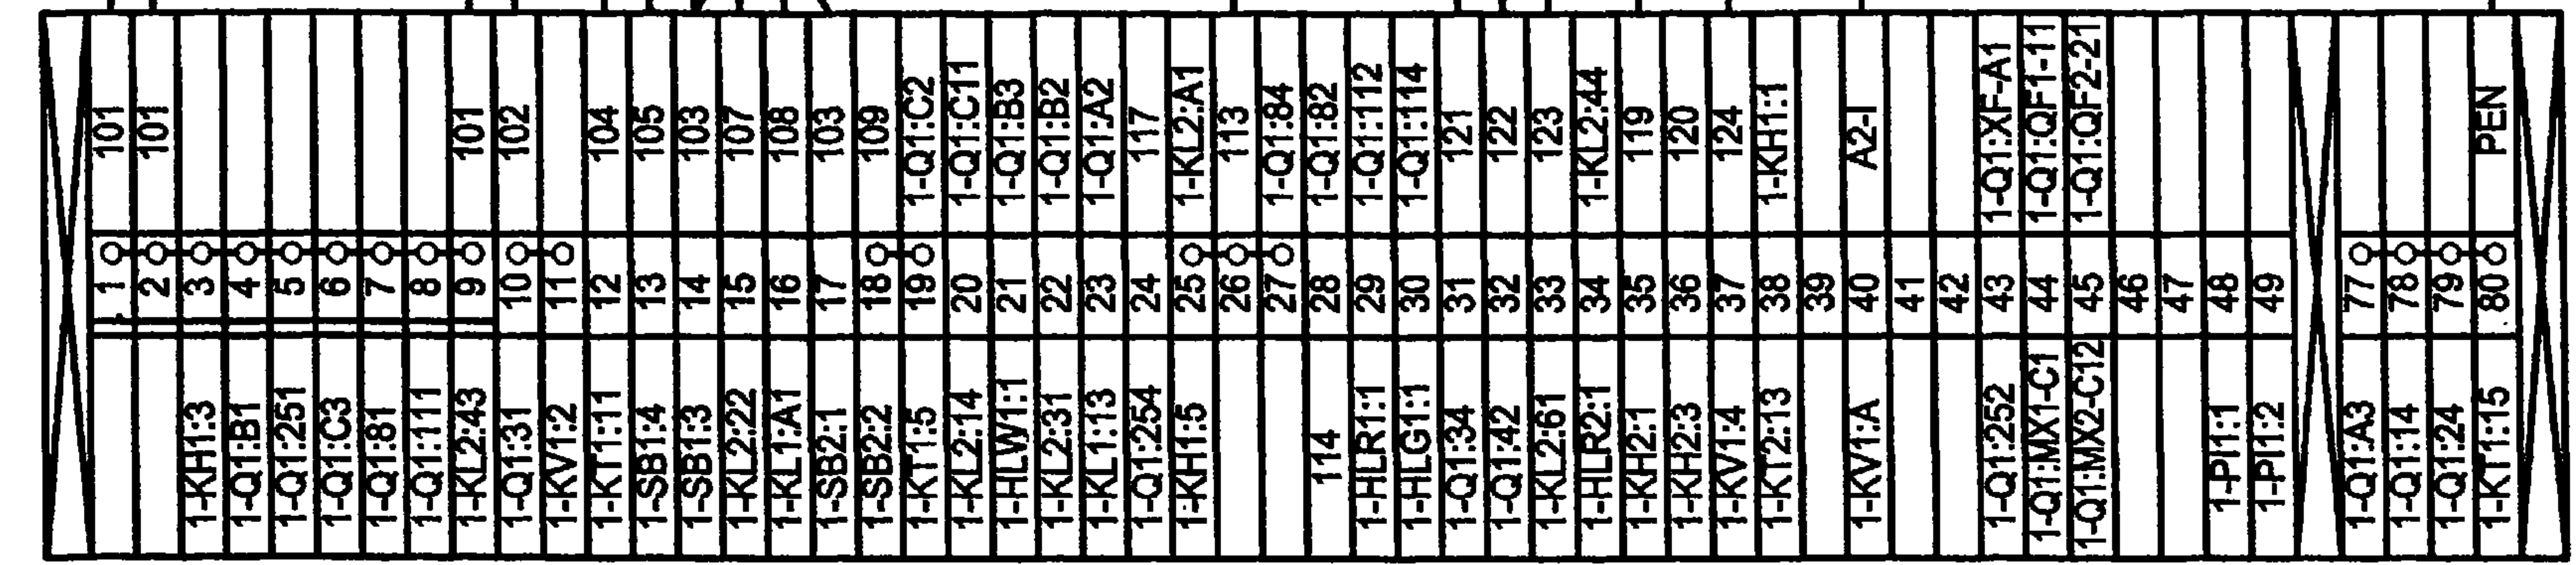 1 101
2 101
1-KH1:3 3
1-Q1:B1 4
1-Q1:251 5
1-Q1:C3 6
1-Q1:81 7
1-Q1:111 8
1-KL2:43 9 101
1-Q1:31 10 102
1-KV1:2 11
1-KT1:11 12 104
1-SB1:4 13 105
1-SB1:3 14 103
1-KL2:22 15 107
1-KL1:A1 16 108
1-SB2:1 17 103
1-SB2:2 18 109
1-KT1:5 19 1-Q1:C2
1-KL2:14 20 1-Q1:C11
1-HLW1:1 21 1-Q1:B3
1-KL2:31 22 1-Q1:B2
1-KL1:13 23 1-Q1:A2
1-Q1:254 24 117
1-KH1:5 25 1-KL2:A1
26 113
27 1-Q1:84
114 28 1-Q1:82
1-HLR1:1 29 1-Q1:112
1-HLG1:1 30 1-Q1:114
1-Q1:34 31 121
1-Q1:42 32 122
1-KL2:61 33 123
1-HLR2:1 34 1-KL2:44
1-KH2:1 35 119
1-KH2:3 36 120
1-KV1:4 37 124
1-KT2:13 38 1-KH1:1
39
1-KV1:A 40 A2-I
41
42
1-Q1:252 43 1-Q1:XF-A1
1-Q1:MX1-C1 44 1-Q1:QF1-11
1-Q1:MX2-C12 45 1-Q1:QF2-21
46
47
1-PI1:1 48
1-PI1:2 49
1-Q1:A3 77
1-Q1:14 78
1-Q1:24 79
1-KT1:15 80 PEN